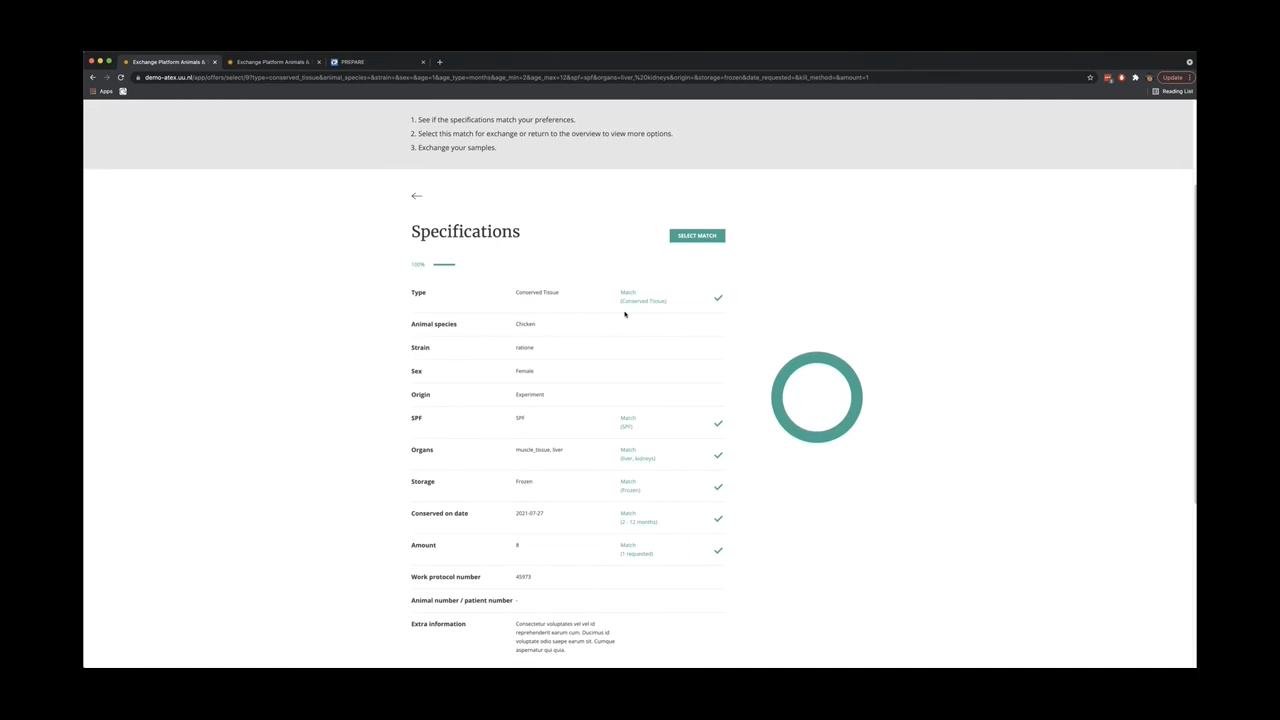 Exchange Platform Animals &
Exchange Platform Animals &
PREPARE
demo-atex.uu.nl/app/offers/select/9?type=conserved_tissue&animal_species=&strain=&sex=&age=1&age_type=months&age_min=2&age_max=12&spf=spf&organs=liver,%20kidneys&origin=&storage=frozen&date_requested=&kill_method=&amount=1
Update
Apps
Reading List
1. See if the specifications match your preferences.
2. Select this match for exchange or return to the overview to view more options.
3. Exchange your samples.
Specifications
SELECT MATCH
100%
Type Conserved Tissue Match
(Conserved Tissue)
Animal species Chicken
Strain ratione
Sex Female
Origin Experiment
SPF SPF Match
(SPF)
Organs muscle_tissue, liver Match
(liver, kidneys)
Storage Frozen Match
(Frozen)
Conserved on date 2021-07-27 Match
(2 - 12 months)
Amount 8 Match
(1 requested)
Work protocol number 45973
Animal number / patient number -
Extra information Consectetur voluptates vel vel id
reprehenderit earum cum. Ducimus id
voluptate odio saepe earum sit. Cumque
aspernatur qui quia.